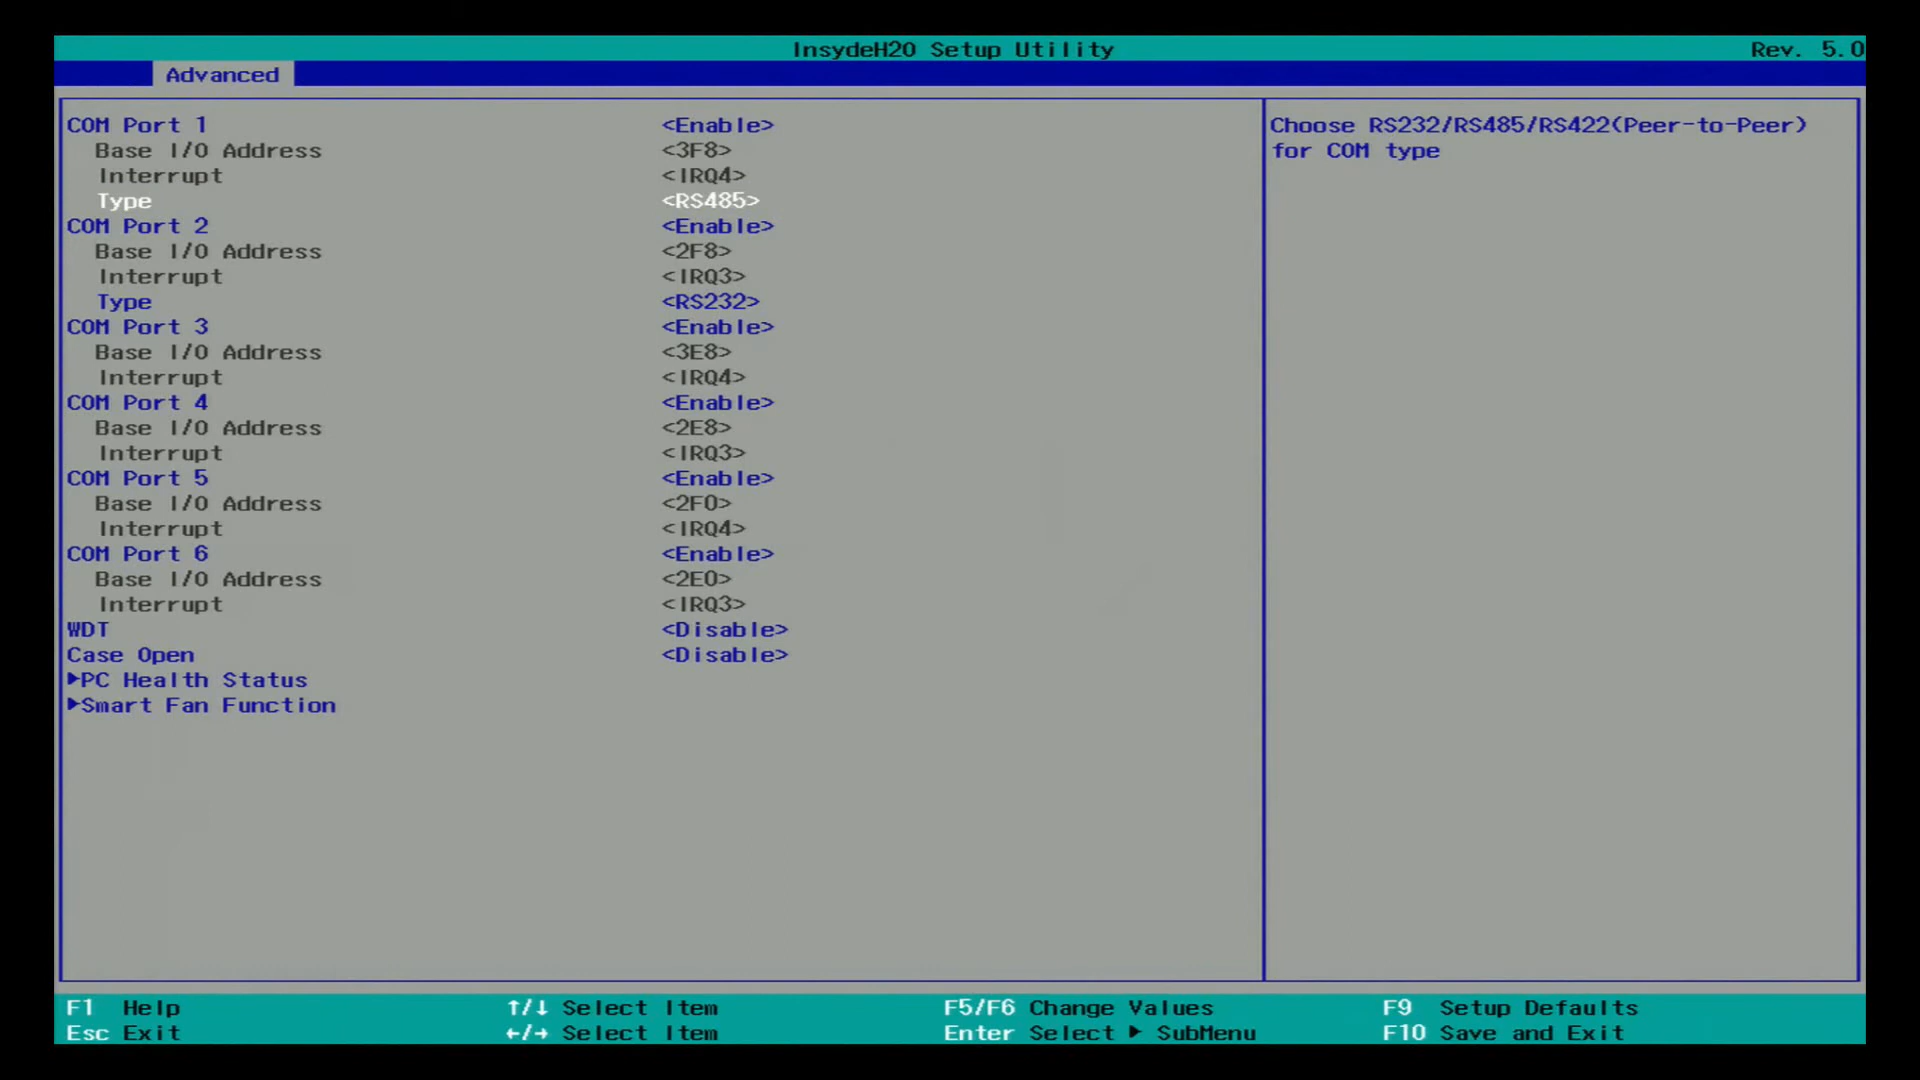 InsydeH20 Setup Utility Rev. 5.0
Advanced
COM Port 1 <Enable>
Base I/O Address <3F8>
Interrupt <IRQ4>
Type <RS485>
COM Port 2 <Enable>
Base I/O Address <2F8>
Interrupt <IRQ3>
Type <RS232>
COM Port 3 <Enable>
Base I/O Address <3E8>
Interrupt <IRQ4>
COM Port 4 <Enable>
Base I/O Address <2E8>
Interrupt <IRQ3>
COM Port 5 <Enable>
Base I/O Address <2F0>
Interrupt <IRQ4>
COM Port 6 <Enable>
Base I/O Address <2E0>
Interrupt <IRQ3>
WDT <Disable>
Case Open <Disable>
▶PC Health Status
▶Smart Fan Function
Choose RS232/RS485/RS422(Peer-to-Peer)
for COM type
F1 Help ↑/↓ Select Item F5/F6 Change Values F9 Setup Defaults
Esc Exit ←/→ Select Item Enter Select ▶ SubMenu F10 Save and Exit